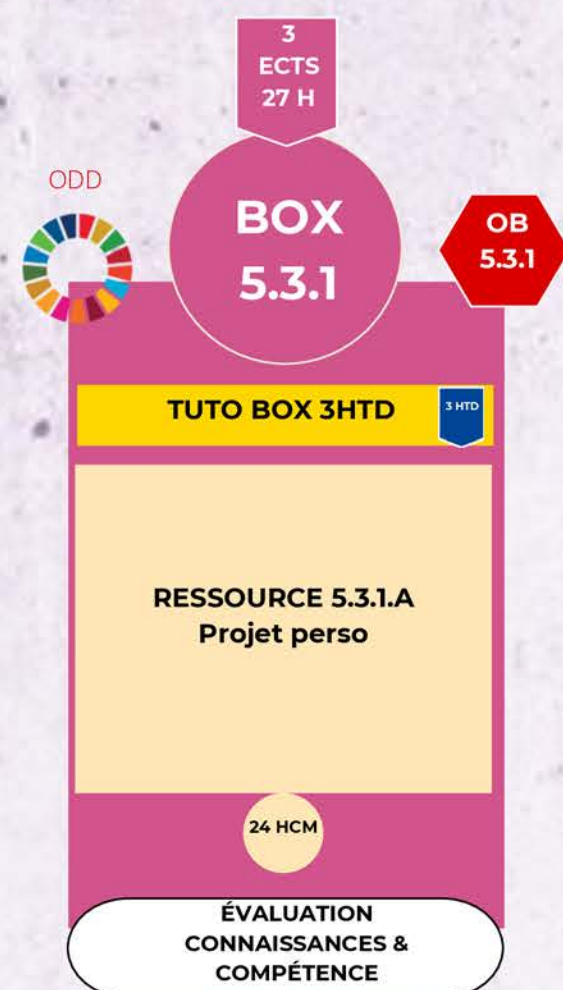 3
ECTS
27 H
ODD
BOX
5.3.1
OB
5.3.1
TUTO BOX 3HTD
3 HTD
RESSOURCE 5.3.1.A
Projet perso
24 HCM
ÉVALUATION
CONNAISSANCES &
COMPÉTENCE